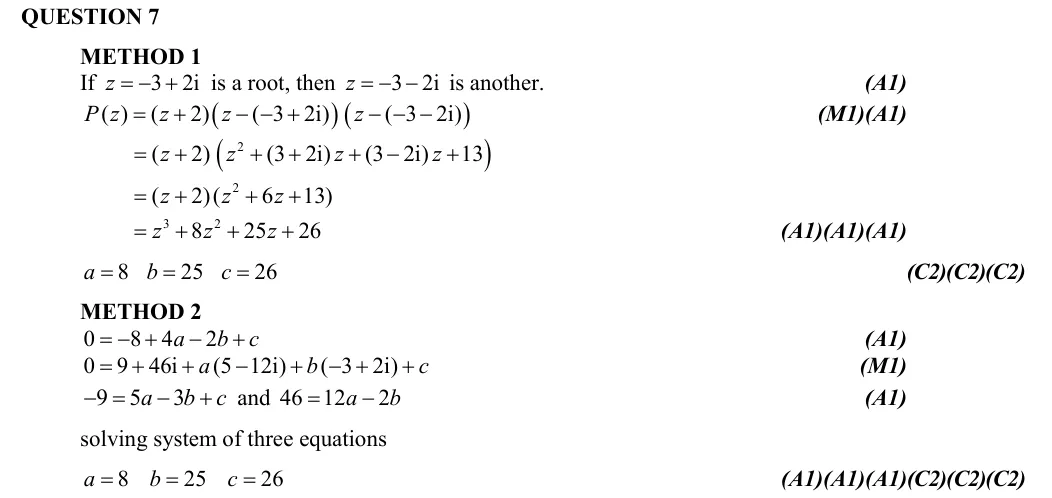 QUESTION 7
METHOD 1
If z = −3 + 2i is a root, then z = −3 − 2i is another. (A1)
P(z) = (z + 2)(z − (−3 + 2i))(z − (−3 − 2i)) (M1)(A1)
= (z + 2)(z² + (3 + 2i)z + (3 − 2i)z + 13)
= (z + 2)(z² + 6z + 13)
= z³ + 8z² + 25z + 26 (A1)(A1)(A1)
a = 8 b = 25 c = 26 (C2)(C2)(C2)
METHOD 2
0 = −8 + 4a − 2b + c (A1)
0 = 9 + 46i + a(5 − 12i) + b(−3 + 2i) + c (M1)
−9 = 5a − 3b + c and 46 = 12a − 2b (A1)
solving system of three equations
a = 8 b = 25 c = 26 (A1)(A1)(A1)(C2)(C2)(C2)